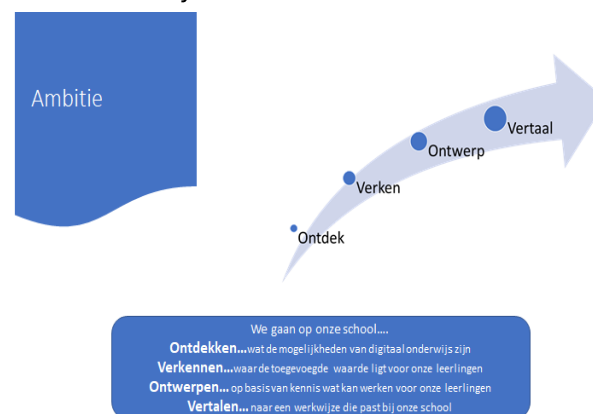 Ambitie
Vertaal
Ontwerp
Verken
Ontdek
We gaan op onze school....
Ontdekken...wat de mogelijkheden van digitaal onderwijs zijn
Verkennen...waar de toegevoegde waarde ligt voor onze leerlingen
Ontwerpen... op basis van kennis wat kan werken voor onze leerlingen
Vertalen... naar een werkwijze die past bij onze school